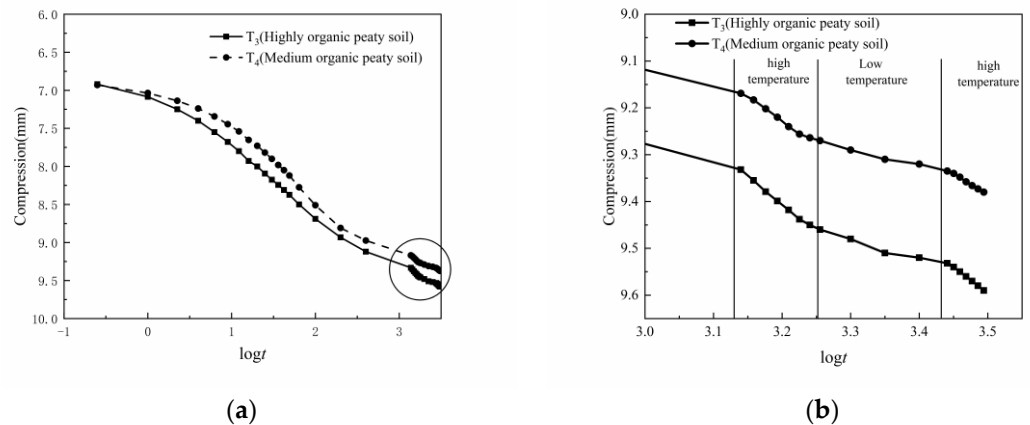 T3(Highly organic peaty soil)
T4(Medium organic peaty soil)
6.0
6.5
7.0
7.5
8.0
8.5
9.0
9.5
10.0
Compression(mm)
-1
0
1
2
3
logt
(a)
T3(Highly organic peaty soil)
T4(Medium organic peaty soil)
high
temperature
Low
temperature
high
temperature
9.0
9.1
9.2
9.3
9.4
9.5
9.6
Compression(mm)
3.0
3.1
3.2
3.3
3.4
3.5
logt
(b)